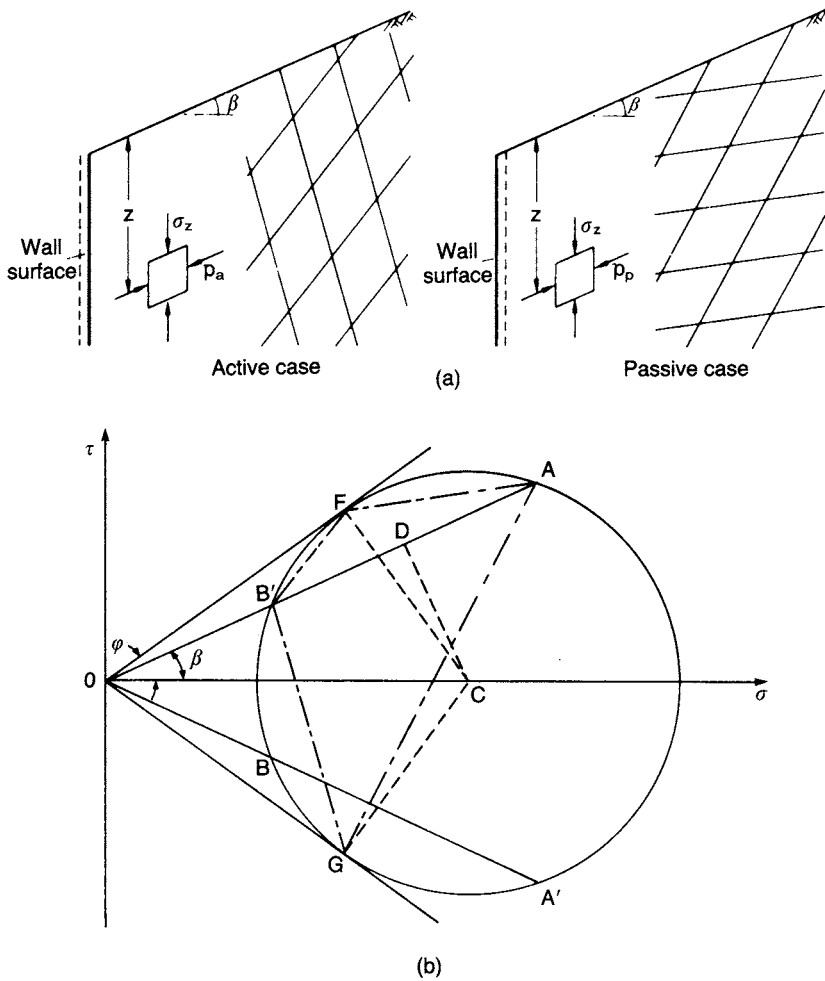 β
β
z
σz
z
σz
Wall surface
pa
Wall surface
pp
Active case
Passive case
(a)
τ
A
F
D
B'
φ
β
0
C
σ
B
G
A'
(b)